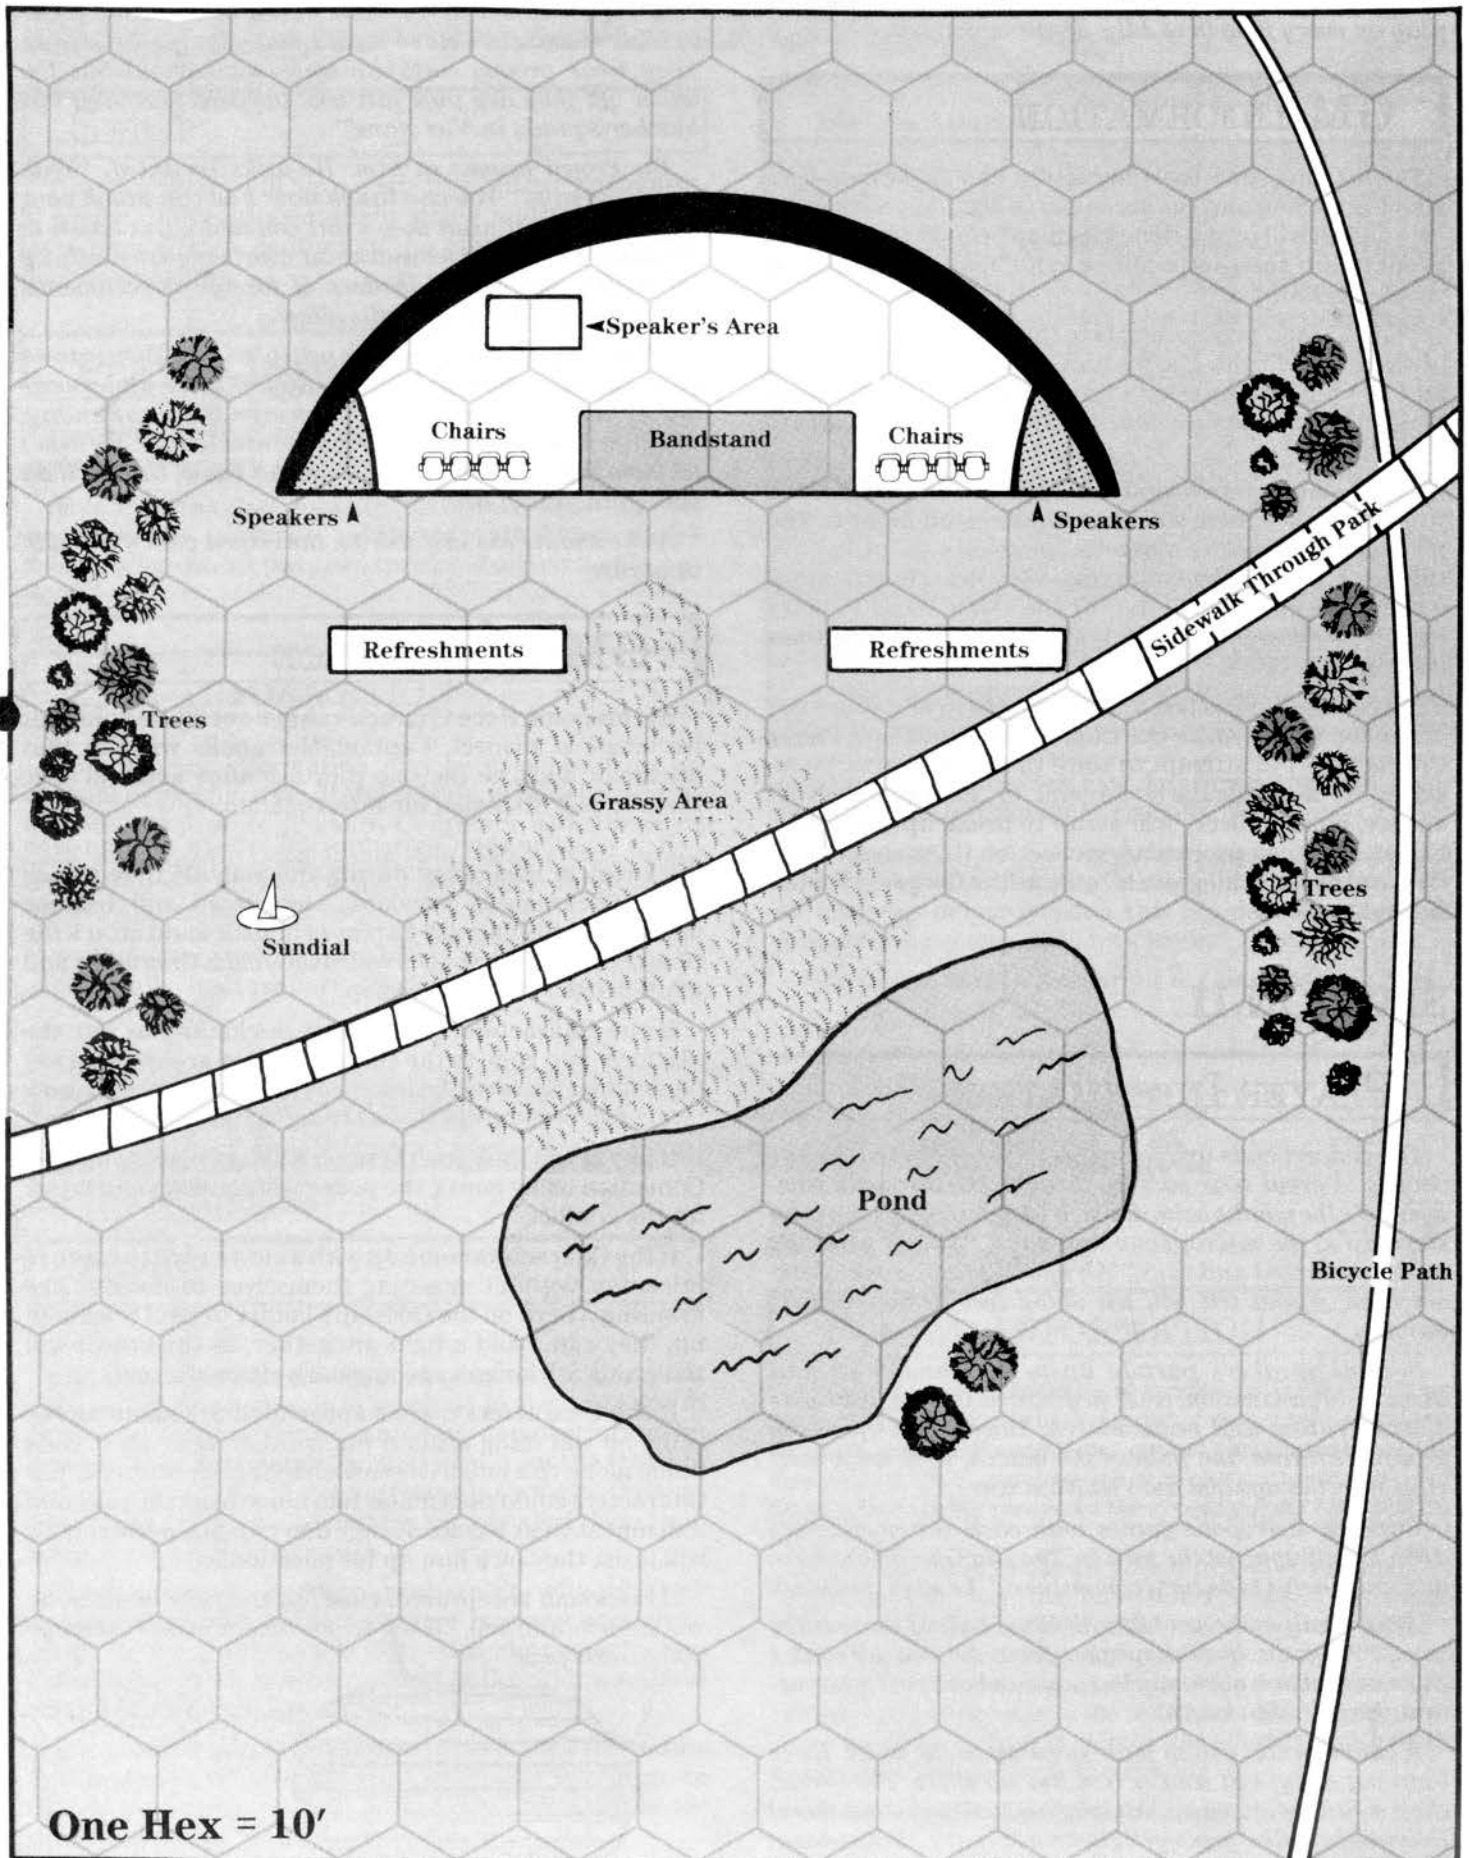 Speaker's Area
Chairs
Bandstand
Chairs
Speakers
Speakers
Sidewalk Through Park
Refreshments
Refreshments
Trees
Grassy Area
Trees
Sundial
Pond
Bicycle Path
One Hex = 10'